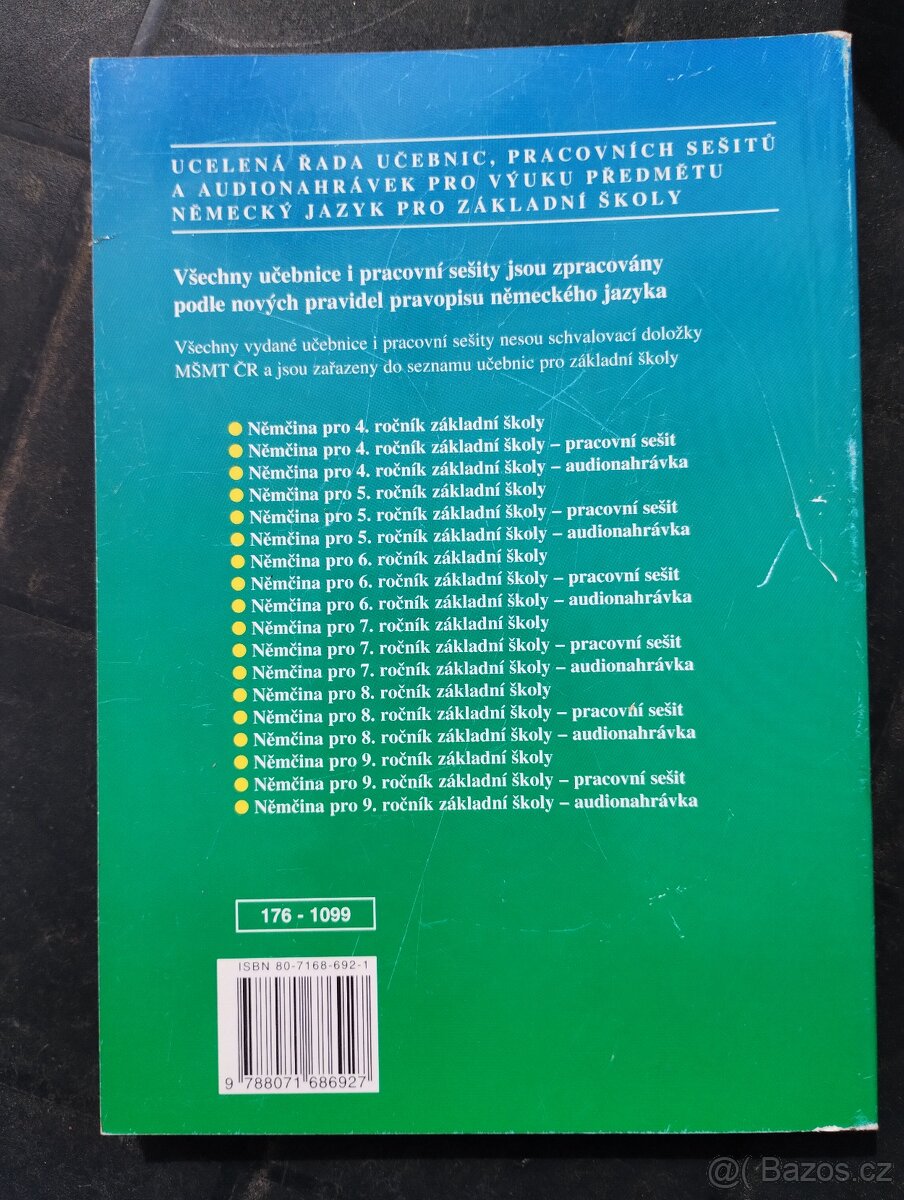 UCELENÁ ŘADA UČEBNIC, PRACOVNÍCH SEŠITŮ
A AUDIONAHRÁVEK PRO VÝUKU PŘEDMĚTU
NĚMECKÝ JAZYK PRO ZÁKLADNÍ ŠKOLY
Všechny učebnice i pracovní sešity jsou zpracovány
podle nových pravidel pravopisu německého jazyka
Všechny vydané učebnice i pracovní sešity nesou schvalovací doložky
MŠMT ČR a jsou zařazeny do seznamu učebnic pro základní školy
Němčina pro 4. ročník základní školy
Němčina pro 4. ročník základní školy – pracovní sešit
Němčina pro 4. ročník základní školy – audionahrávka
Němčina pro 5. ročník základní školy
Němčina pro 5. ročník základní školy – pracovní sešit
Němčina pro 5. ročník základní školy – audionahrávka
Němčina pro 6. ročník základní školy
Němčina pro 6. ročník základní školy – pracovní sešit
Němčina pro 6. ročník základní školy – audionahrávka
Němčina pro 7. ročník základní školy
Němčina pro 7. ročník základní školy – pracovní sešit
Němčina pro 7. ročník základní školy – audionahrávka
Němčina pro 8. ročník základní školy
Němčina pro 8. ročník základní školy – pracovní sešit
Němčina pro 8. ročník základní školy – audionahrávka
Němčina pro 9. ročník základní školy
Němčina pro 9. ročník základní školy – pracovní sešit
Němčina pro 9. ročník základní školy – audionahrávka
176 - 1099
ISBN 80-7168-692-1
9 788071 686927
@ Bazos.cz